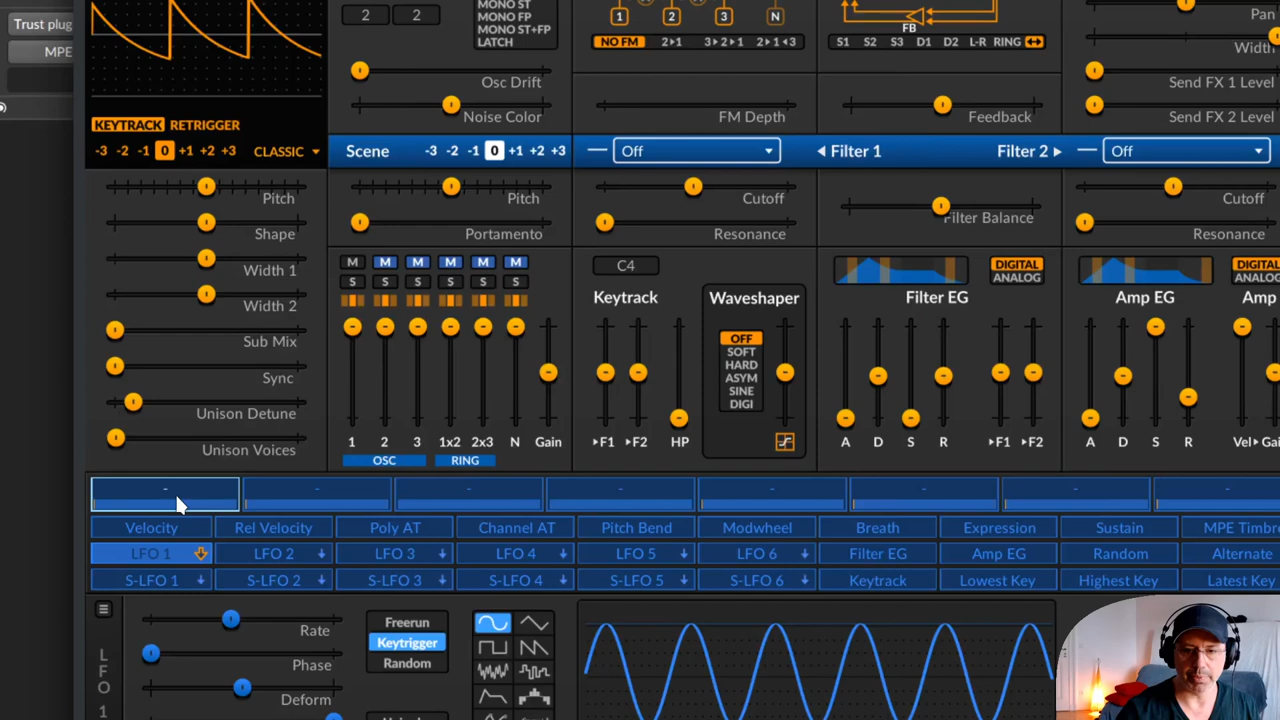 Trust plug
MPE
2 2
MONO ST
MONO FP
MONO ST+FP
LATCH
Osc Drift
Noise Color
KEYTRACK RETRIGGER
-3 -2 -1 0 +1 +2 +3 CLASSIC
1 2 3 N
NO FM 2▸1 3▸2▸1 2▸1◂3
FM Depth
FB
S1 S2 S3 D1 D2 L-R RING
Feedback
Pan
Width
Send FX 1 Level
Send FX 2 Level
Scene -3 -2 -1 0 +1 +2 +3
Off
Filter 1 Filter 2
Off
Pitch
Shape
Width 1
Width 2
Sub Mix
Sync
Unison Detune
Unison Voices
Pitch
Portamento
Cutoff
Resonance
Filter Balance
Cutoff
Resonance
M M M M M M
S S S S S S
1 2 3 1x2 2x3 N Gain
OSC RING
C4
Keytrack
▸F1 ▸F2 HP
Waveshaper
OFF
SOFT
HARD
ASYM
SINE
DIGI
DIGITAL
ANALOG
Filter EG
A D S R ▸F1 ▸F2
DIGITAL
ANALOG
Amp EG Amp
A D S R Vel▸Gai
- - - - - - - -
Velocity Rel Velocity Poly AT Channel AT Pitch Bend Modwheel Breath Expression Sustain MPE Timbre
LFO 1 LFO 2 LFO 3 LFO 4 LFO 5 LFO 6 Filter EG Amp EG Random Alternate
S-LFO 1 S-LFO 2 S-LFO 3 S-LFO 4 S-LFO 5 S-LFO 6 Keytrack Lowest Key Highest Key Latest Key
LFO 1
Rate
Phase
Deform
Freerun
Keytrigger
Random